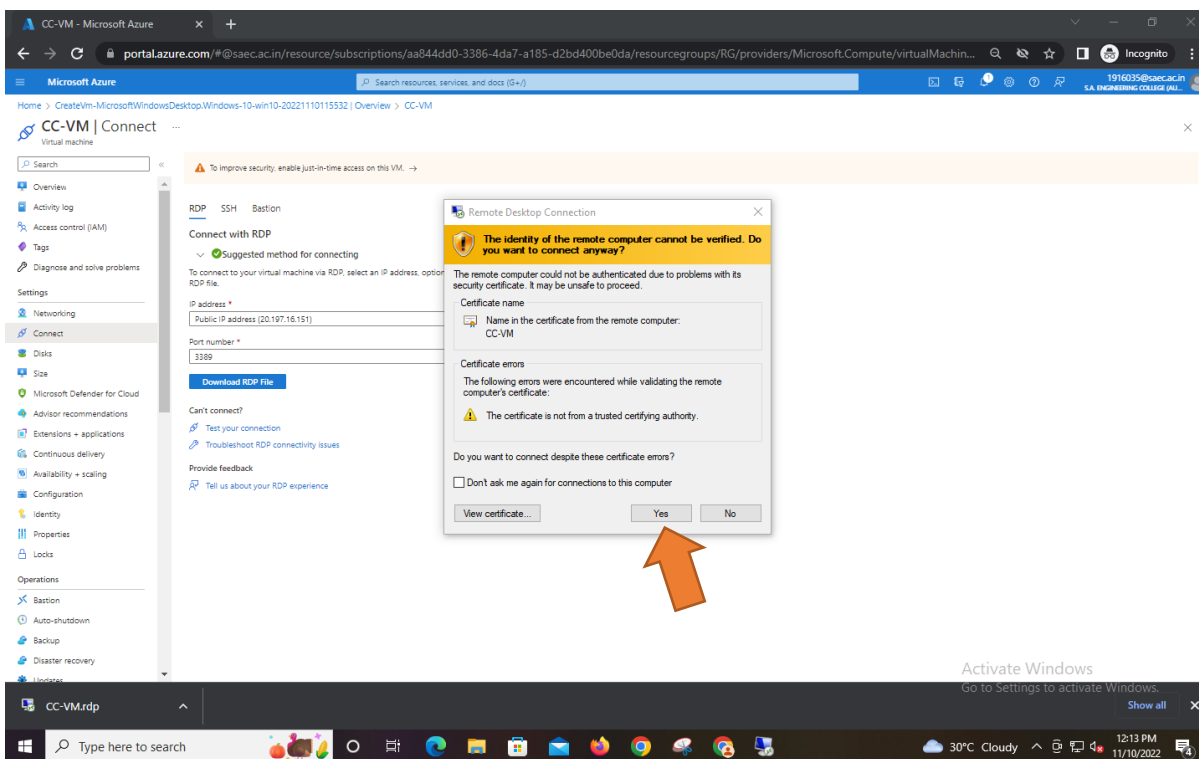 CC-VM - Microsoft Azure
portal.azure.com/#@saec.ac.in/resource/subscriptions/aa844dd0-3386-4da7-a185-d2bd400be0da/resourcegroups/RG/providers/Microsoft.Compute/virtualMachin...
Incognito
Microsoft Azure
Search resources, services, and docs (G+/)
1
1916035@saec.ac.in
S.A. ENGINEERING COLLEGE (AU...
Home > CreateVm-MicrosoftWindowsDesktop.Windows-10-win10-20221110115532 | Overview > CC-VM
CC-VM | Connect ...
Virtual machine
Search
Overview
Activity log
Access control (IAM)
Tags
Diagnose and solve problems
Settings
Networking
Connect
Disks
Size
Microsoft Defender for Cloud
Advisor recommendations
Extensions + applications
Continuous delivery
Availability + scaling
Configuration
Identity
Properties
Locks
Operations
Bastion
Auto-shutdown
Backup
Disaster recovery
Updates
To improve security, enable just-in-time access on this VM. →
RDP SSH Bastion
Connect with RDP
Suggested method for connecting
To connect to your virtual machine via RDP, select an IP address, option
RDP file.
IP address *
Public IP address (20.197.16.151)
Port number *
3389
Download RDP File
Can't connect?
Test your connection
Troubleshoot RDP connectivity issues
Provide feedback
Tell us about your RDP experience
Remote Desktop Connection
The identity of the remote computer cannot be verified. Do
you want to connect anyway?
The remote computer could not be authenticated due to problems with its
security certificate. It may be unsafe to proceed.
Certificate name
Name in the certificate from the remote computer:
CC-VM
Certificate errors
The following errors were encountered while validating the remote
computer's certificate:
The certificate is not from a trusted certifying authority.
Do you want to connect despite these certificate errors?
Don't ask me again for connections to this computer
View certificate...
Yes
No
Activate Windows
Go to Settings to activate Windows.
CC-VM.rdp
Show all
Type here to search
30°C Cloudy
12:13 PM
11/10/2022
4